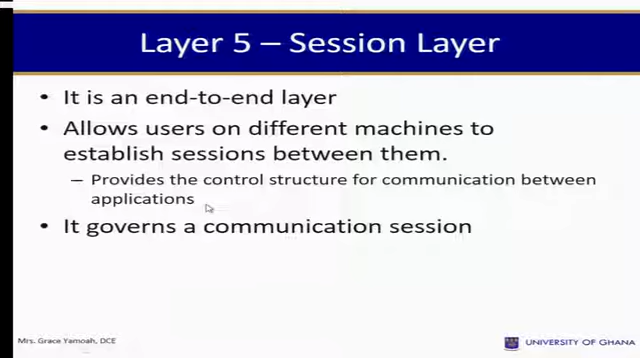 Layer 5 – Session Layer
• It is an end-to-end layer
• Allows users on different machines to
establish sessions between them.
– Provides the control structure for communication between
applications
• It governs a communication session
Mrs. Grace Yamoah, DCE
UNIVERSITY OF GHANA